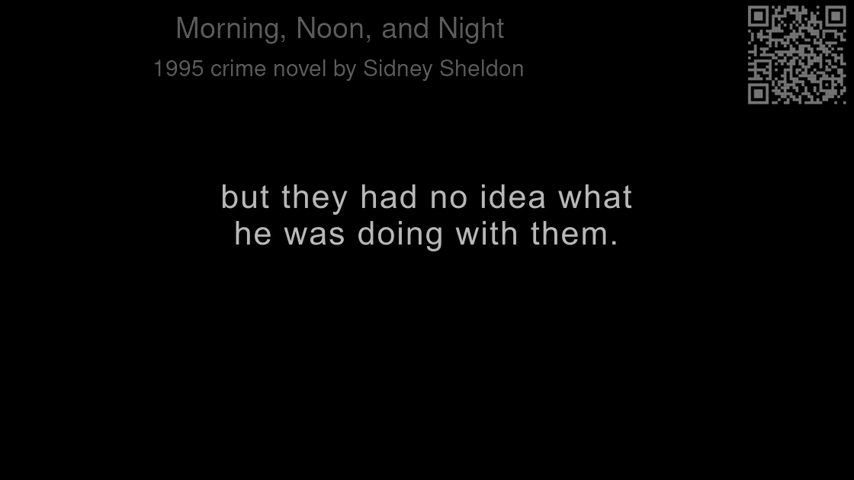 Morning, Noon, and Night
1995 crime novel by Sidney Sheldon
but they had no idea what
he was doing with them.